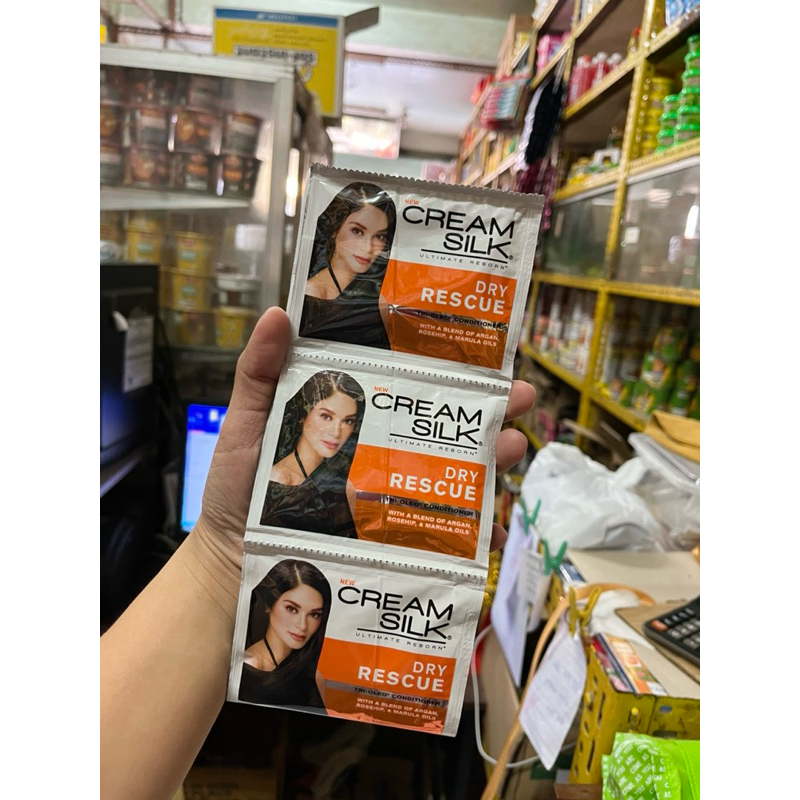 NEW
CREAM
SILK
ULTIMATE REBORN
DRY
RESCUE
TRI-OLEO® CONDITIONER
WITH A BLEND OF ARGAN,
ROSEHIP, & MARULA OILS
NEW
CREAM
SILK
ULTIMATE REBORN
DRY
RESCUE
TRI-OLEO® CONDITIONER
WITH A BLEND OF ARGAN,
ROSEHIP, & MARULA OILS
NEW
CREAM
SILK
ULTIMATE REBORN
DRY
RESCUE
TRI-OLEO® CONDITIONER
WITH A BLEND OF ARGAN,
ROSEHIP, & MARULA OILS